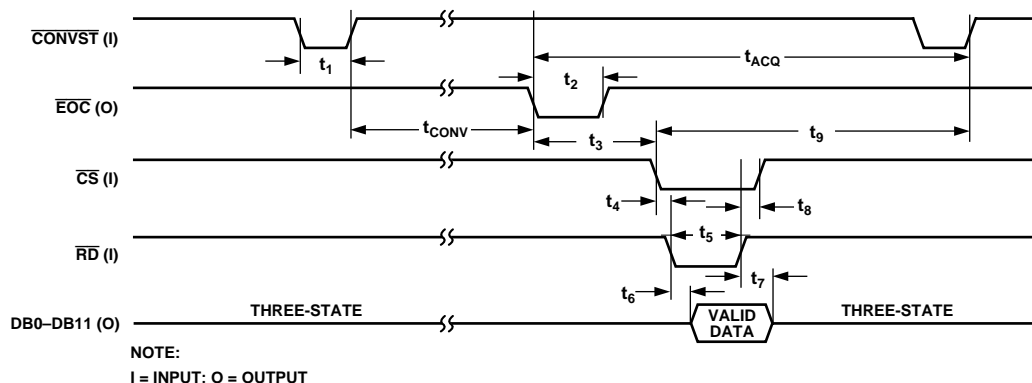 CONVST (I)
t1
tACQ
t2
EOC (O)
tCONV
t3
t9
CS (I)
t4
t8
t5
RD (I)
t7
t6
DB0–DB11 (O)
THREE-STATE
VALID
DATA
THREE-STATE
NOTE:
I = INPUT; O = OUTPUT